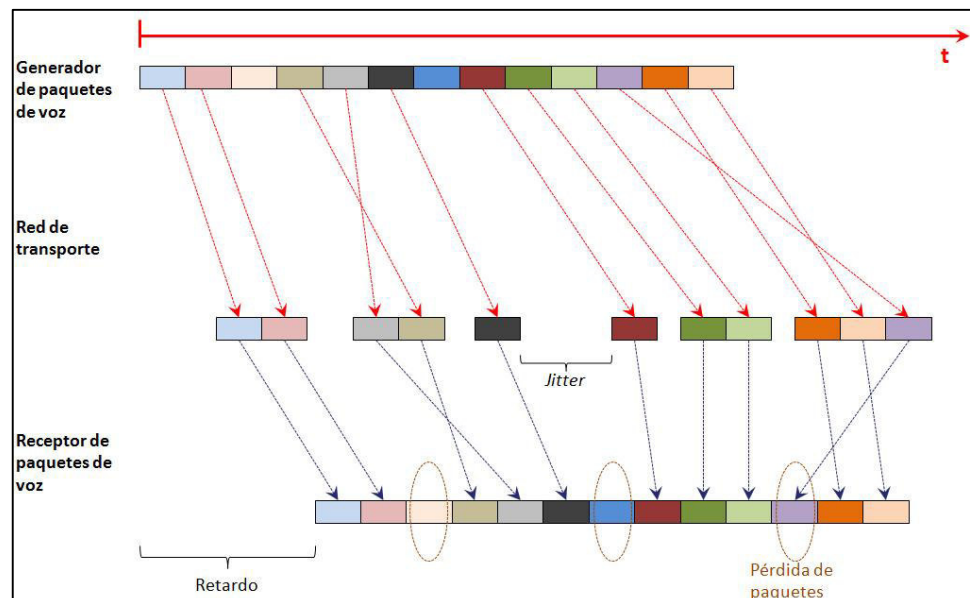 t
Generador
de paquetes
de voz
Red de
transporte
Jitter
Receptor de
paquetes de
voz
Retardo
Pérdida de
paquetes